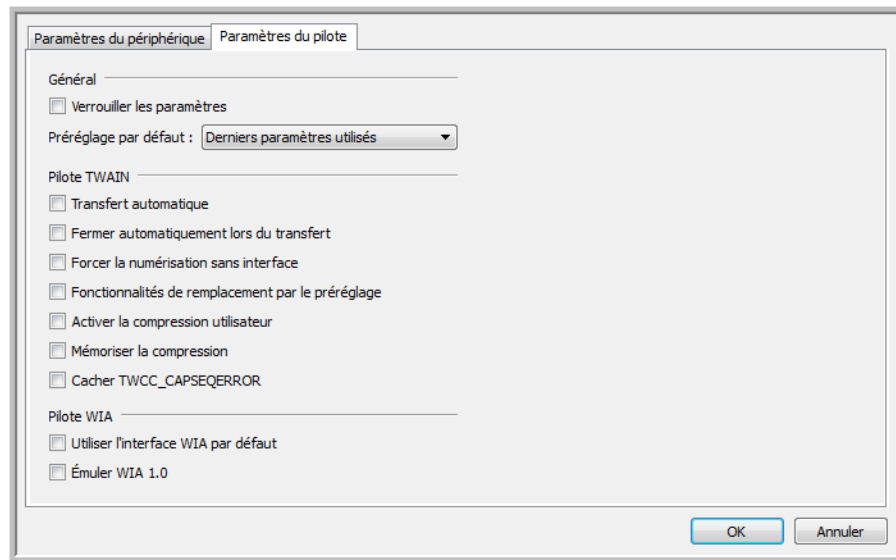 Paramètres du périphérique
Paramètres du pilote
Général
Verrouiller les paramètres
Préréglage par défaut :
Derniers paramètres utilisés
Pilote TWAIN
Transfert automatique
Fermer automatiquement lors du transfert
Forcer la numérisation sans interface
Fonctionnalités de remplacement par le préréglage
Activer la compression utilisateur
Mémoriser la compression
Cacher TWCC_CAPSEQERROR
Pilote WIA
Utiliser l'interface WIA par défaut
Émuler WIA 1.0
OK
Annuler